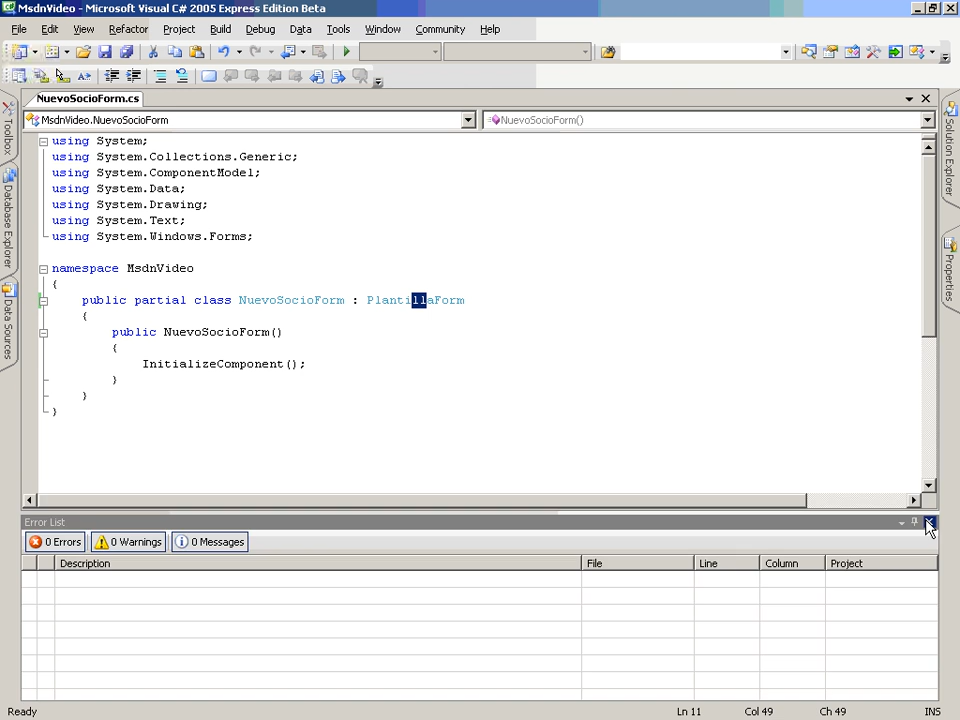 MsdnVideo - Microsoft Visual C# 2005 Express Edition Beta
File Edit View Refactor Project Build Debug Data Tools Window Community Help
NuevoSocioForm.cs
MsdnVideo.NuevoSocioForm
NuevoSocioForm()
Toolbox
Database Explorer
Data Sources
Solution Explorer
Properties
using System;
using System.Collections.Generic;
using System.ComponentModel;
using System.Data;
using System.Drawing;
using System.Text;
using System.Windows.Forms;
namespace MsdnVideo
{
public partial class NuevoSocioForm : PlantillaForm
{
public NuevoSocioForm()
{
InitializeComponent();
}
}
}
Error List
0 Errors 0 Warnings 0 Messages
Description File Line Column Project
Ready Ln 11 Col 49 Ch 49 INS